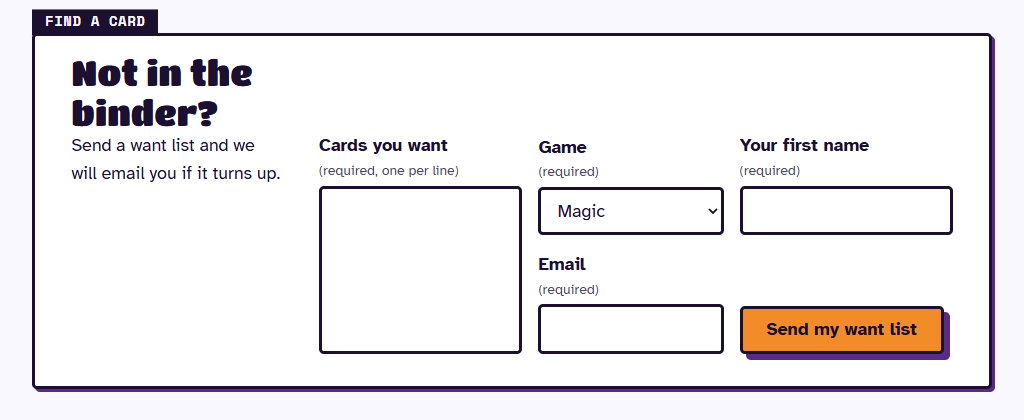 FIND A CARD
Not in the
binder?
Send a want list and we
will email you if it turns up.
Cards you want
(required, one per line)
Game
(required)
Magic
Your first name
(required)
Email
(required)
Send my want list